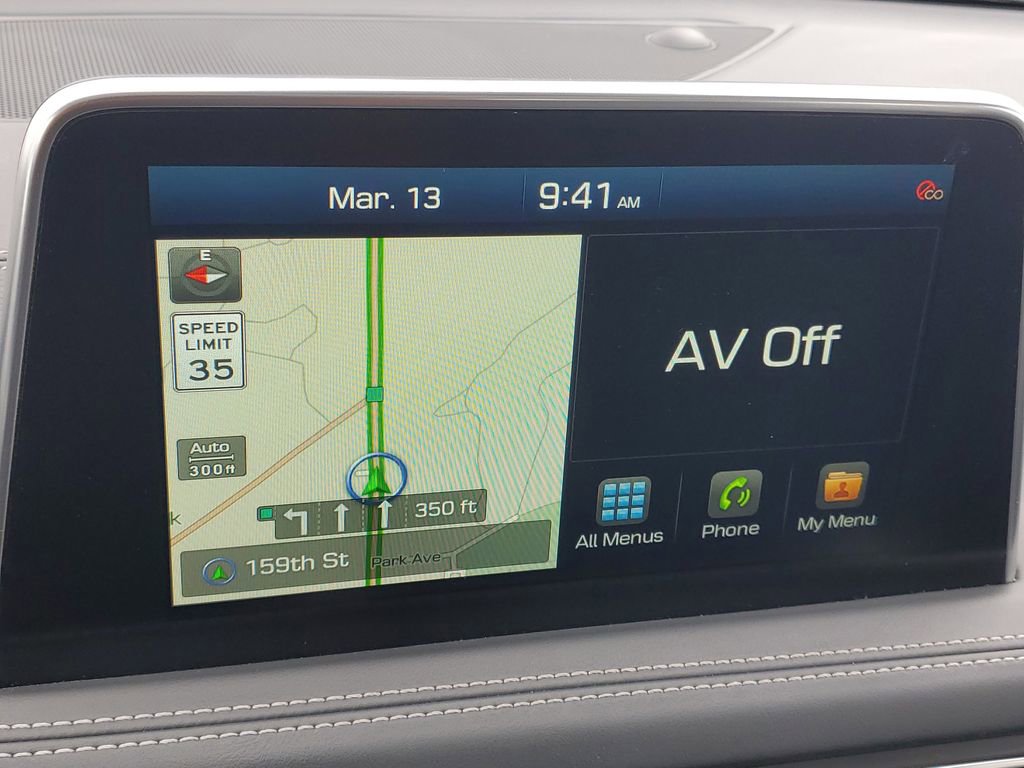 Mar. 13
9:41 AM
E
SPEED
LIMIT
35
Auto
300ft
k
350 ft
159th St
Park Ave
AV Off
All Menus
Phone
My Menu